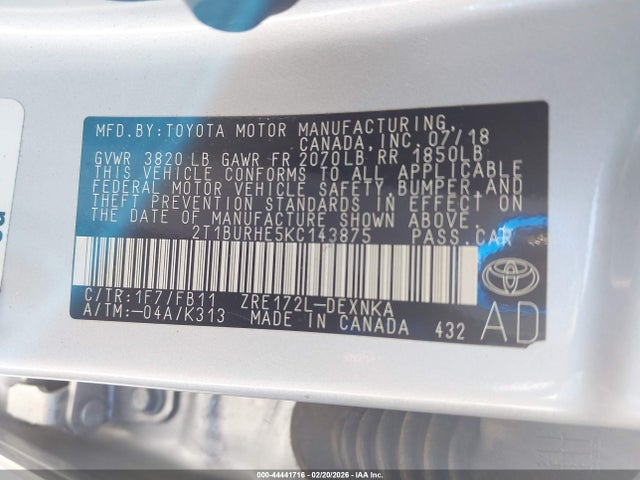 MFD.BY:TOYOTA MOTOR MANUFACTURING,
CANADA, INC. 07/18
GVWR 3820 LB GAWR FR 2070LB RR 1850LB
THIS VEHICLE CONFORMS TO ALL APPLICABLE
FEDERAL MOTOR VEHICLE SAFETY, BUMPER, AND
THEFT PREVENTION STANDARDS IN EFFECT ON
THE DATE OF MANUFACTURE SHOWN ABOVE.
2T1BURHE5KC143875 PASS.CAR
C/TR:1F7/FB11 ZRE172L-DEXNKA
A/TM:-04A/K313 MADE IN CANADA 432 AD
000-44441716 - 02/20/2026 - IAA Inc.